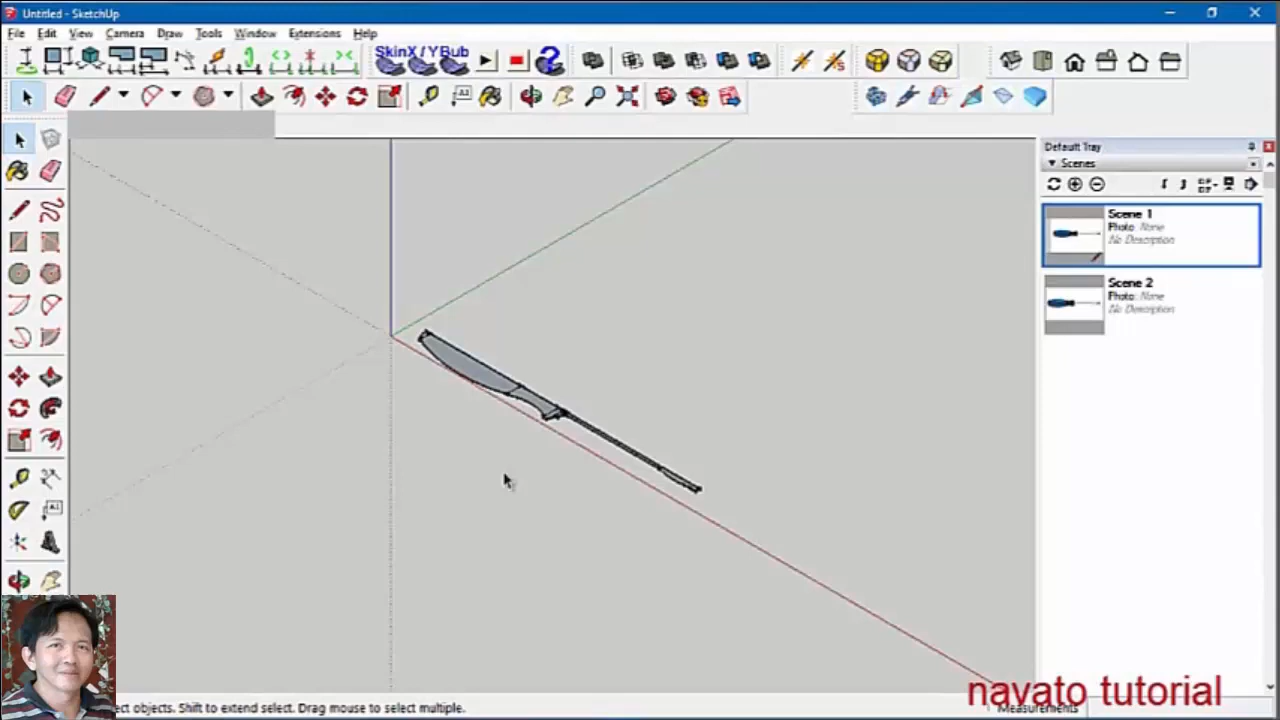 Untitled - SketchUp
File Edit View Camera Draw Tools Window Extensions Help
SkinX / YBub
Default Tray
Scenes
Scene 1
Photo: None
No Description
Scene 2
Photo: None
No Description
ect objects. Shift to extend select. Drag mouse to select multiple.
Measurements
navato tutorial